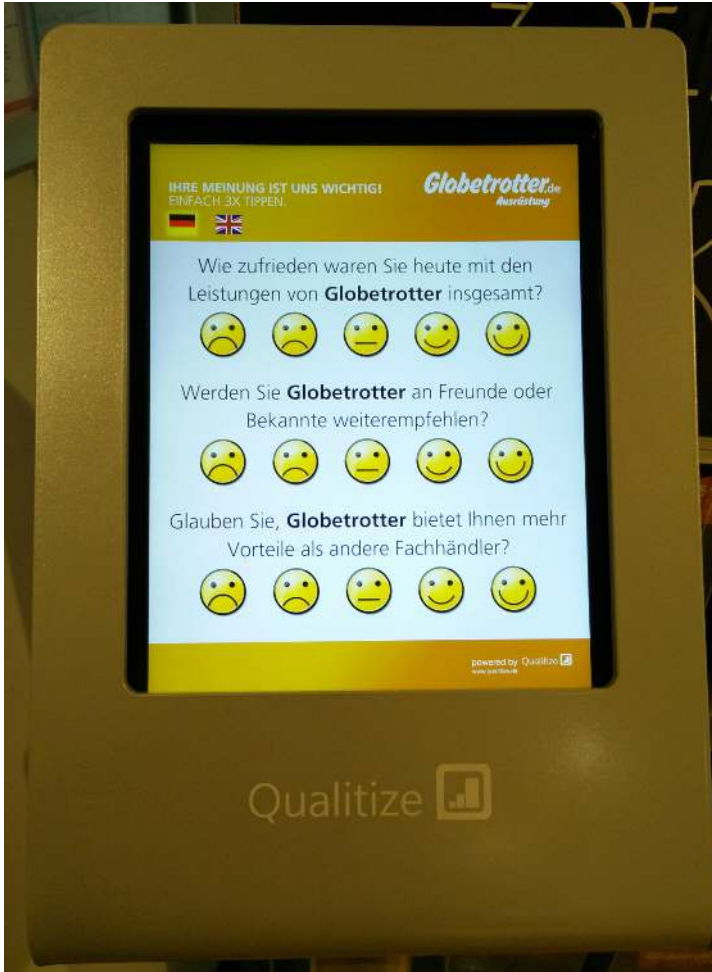 IHRE MEINUNG IST UNS WICHTIG!
EINFACH 3X TIPPEN.
Globetrotter.de
Ausrüstung
Wie zufrieden waren Sie heute mit den
Leistungen von Globetrotter insgesamt?
Werden Sie Globetrotter an Freunde oder
Bekannte weiterempfehlen?
Glauben Sie, Globetrotter bietet Ihnen mehr
Vorteile als andere Fachhändler?
powered by Qualitize
Qualitize